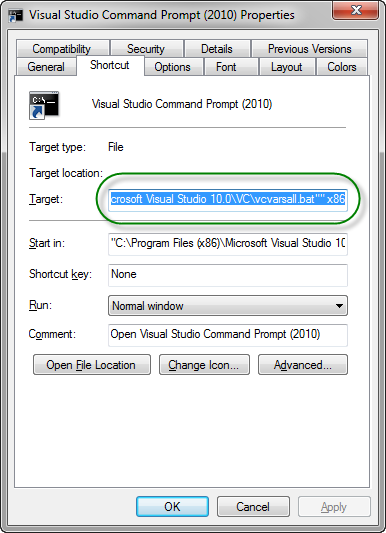 Visual Studio Command Prompt (2010) Properties
Compatibility Security Details Previous Versions
General Shortcut Options Font Layout Colors
C:\
Visual Studio Command Prompt (2010)
Target type: File
Target location:
Target: crosoft Visual Studio 10.0\VC\vcvarsall.bat"" x86
Start in: "C:\Program Files (x86)\Microsoft Visual Studio 10
Shortcut key: None
Run: Normal window
Comment: Open Visual Studio Command Prompt (2010)
Open File Location Change Icon... Advanced...
OK Cancel Apply